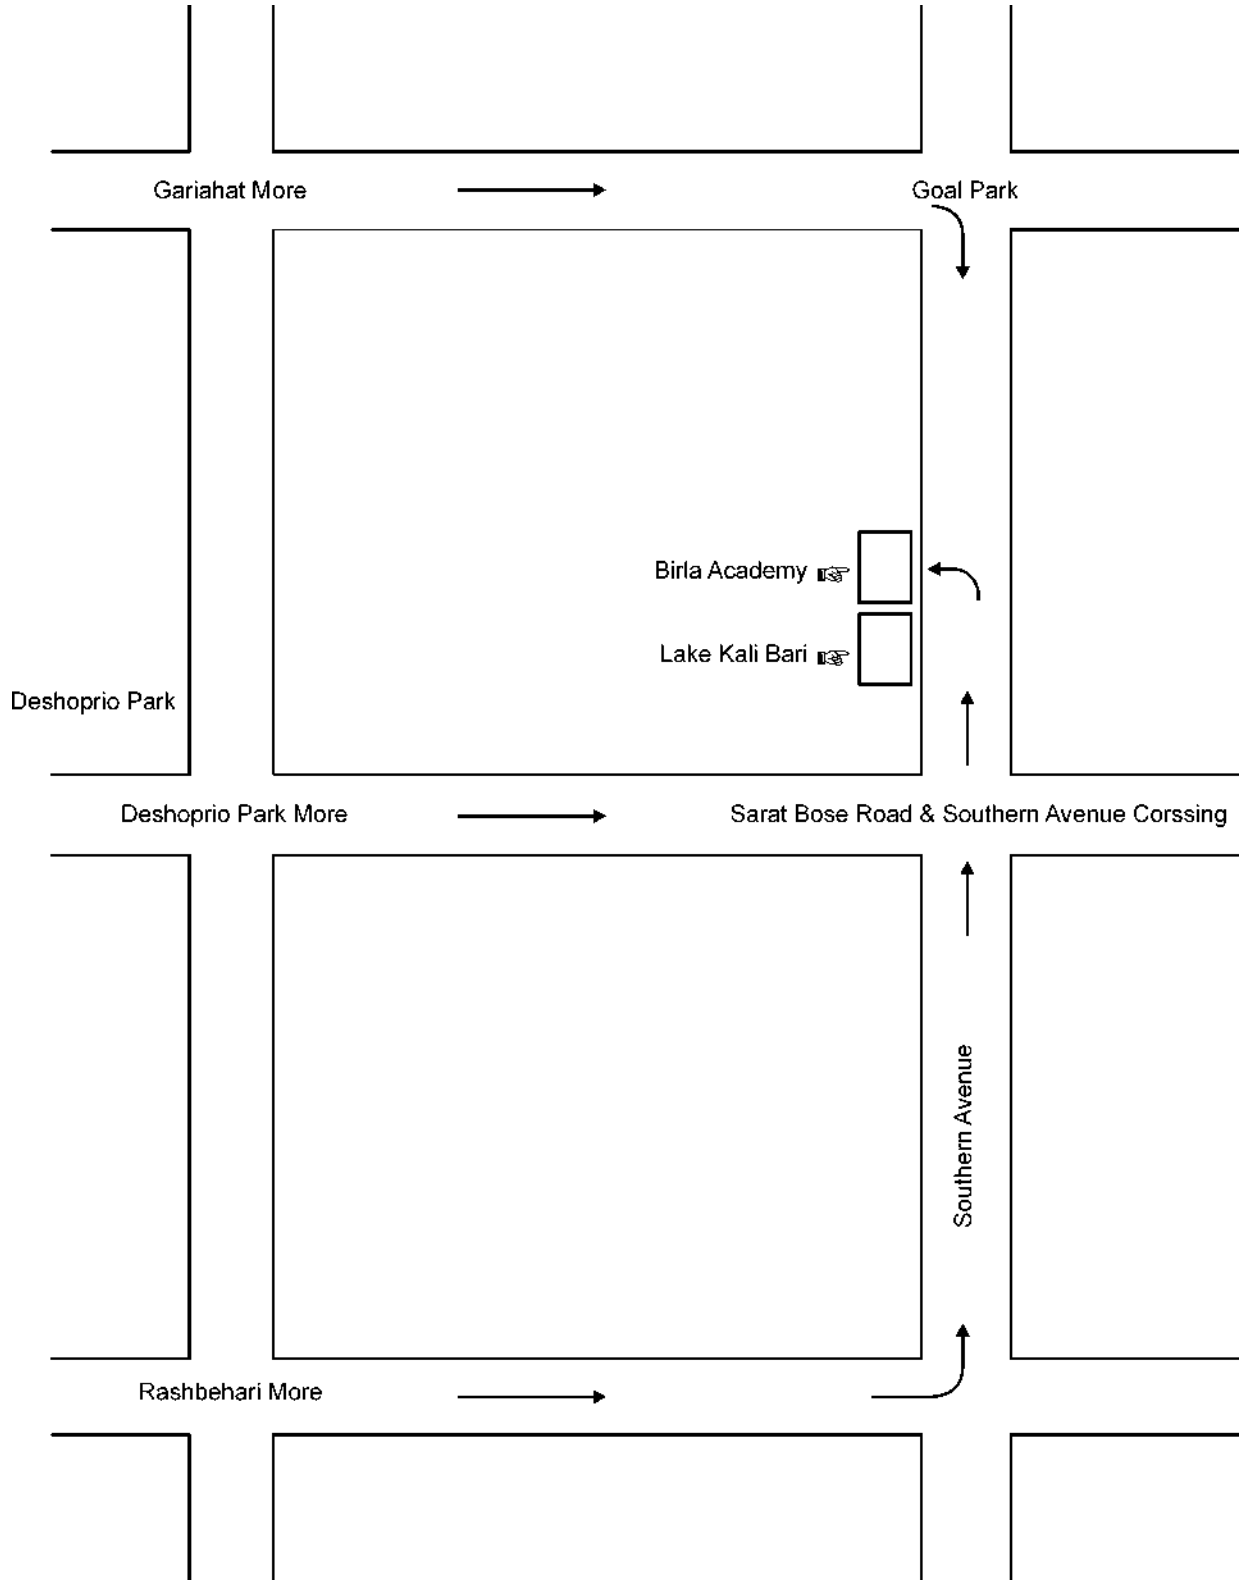 Gariahat More
Goal Park
Birla Academy
Lake Kali Bari
Deshoprio Park
Deshoprio Park More
Sarat Bose Road & Southern Avenue Corssing
Southern Avenue
Rashbehari More